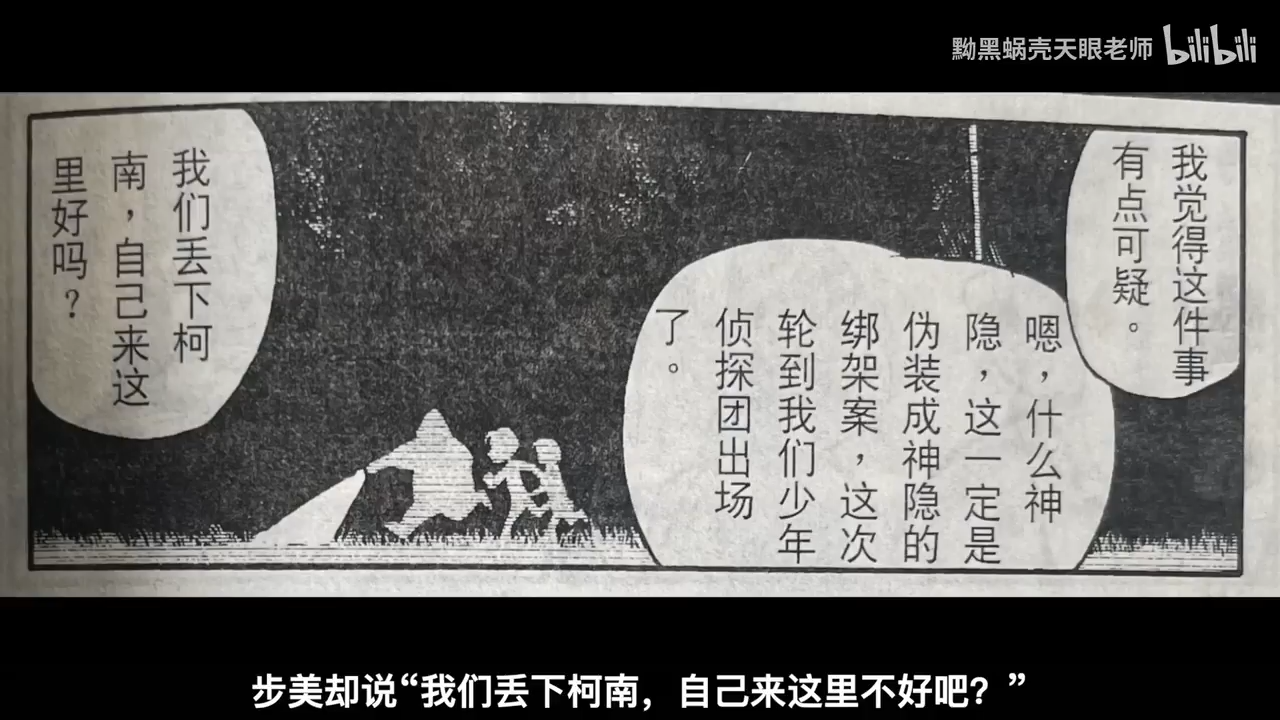 黝黑蜗壳天眼老师 bilibili
我觉得这件事
有点可疑。
嗯，什么神
隐，这一定是
伪装成神隐的
绑架案，这次
轮到我们少年
侦探团出场
了。
我们丢下柯
南，自己来这
里好吗？
步美却说“我们丢下柯南，自己来这里不好吧？”